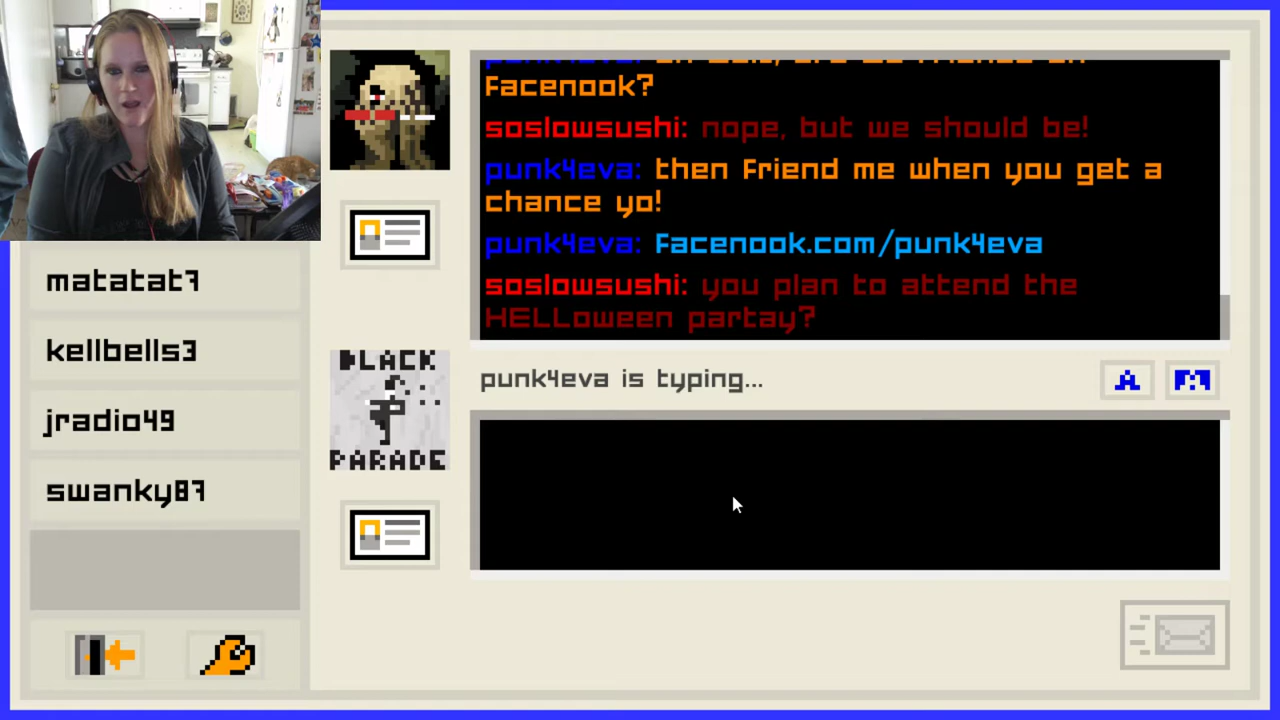 Facenook?
soslowsushi: nope, but we should be!
punk4eva: then friend me when you get a
chance yo!
punk4eva: facenook.com/punk4eva
soslowsushi: you plan to attend the
HELLoween partay?
punk4eva is typing...
A
matatat7
kellbells3
jradio49
swanky87
BLACK
PARADE